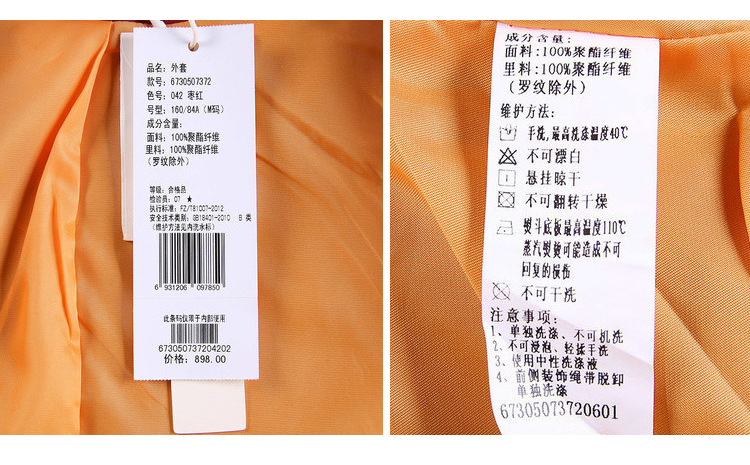 品名: 外套
款号: 6730507372
色号: 042 枣红
号型: 160/84A (M码)
成分含量:
面料: 100%聚酯纤维
里料: 100%聚酯纤维
(罗纹除外)
等级: 合格品
检验员: 07 ★
执行标准: FZ/T81007-2012
安全技术类别: GB18401-2010 B 类
(维护方法见内洗水标)
6 931206 097850
此条码仅限于内部使用
673050737204202
价格: 898.00
成分含量:
面料: 100%聚酯纤维
里料: 100%聚酯纤维
(罗纹除外)
维护方法:
手洗,最高洗涤温度40℃
不可漂白
悬挂晾干
不可翻转干燥
熨斗底板最高温度110℃
蒸汽熨烫可能造成不可
回复的损伤
不可干洗
注意事项:
1、单独洗涤、不可机洗
2、不可浸泡、轻揉手洗
3、使用中性洗涤液
4、前侧装饰绳带脱卸
单独洗涤
67305073720601